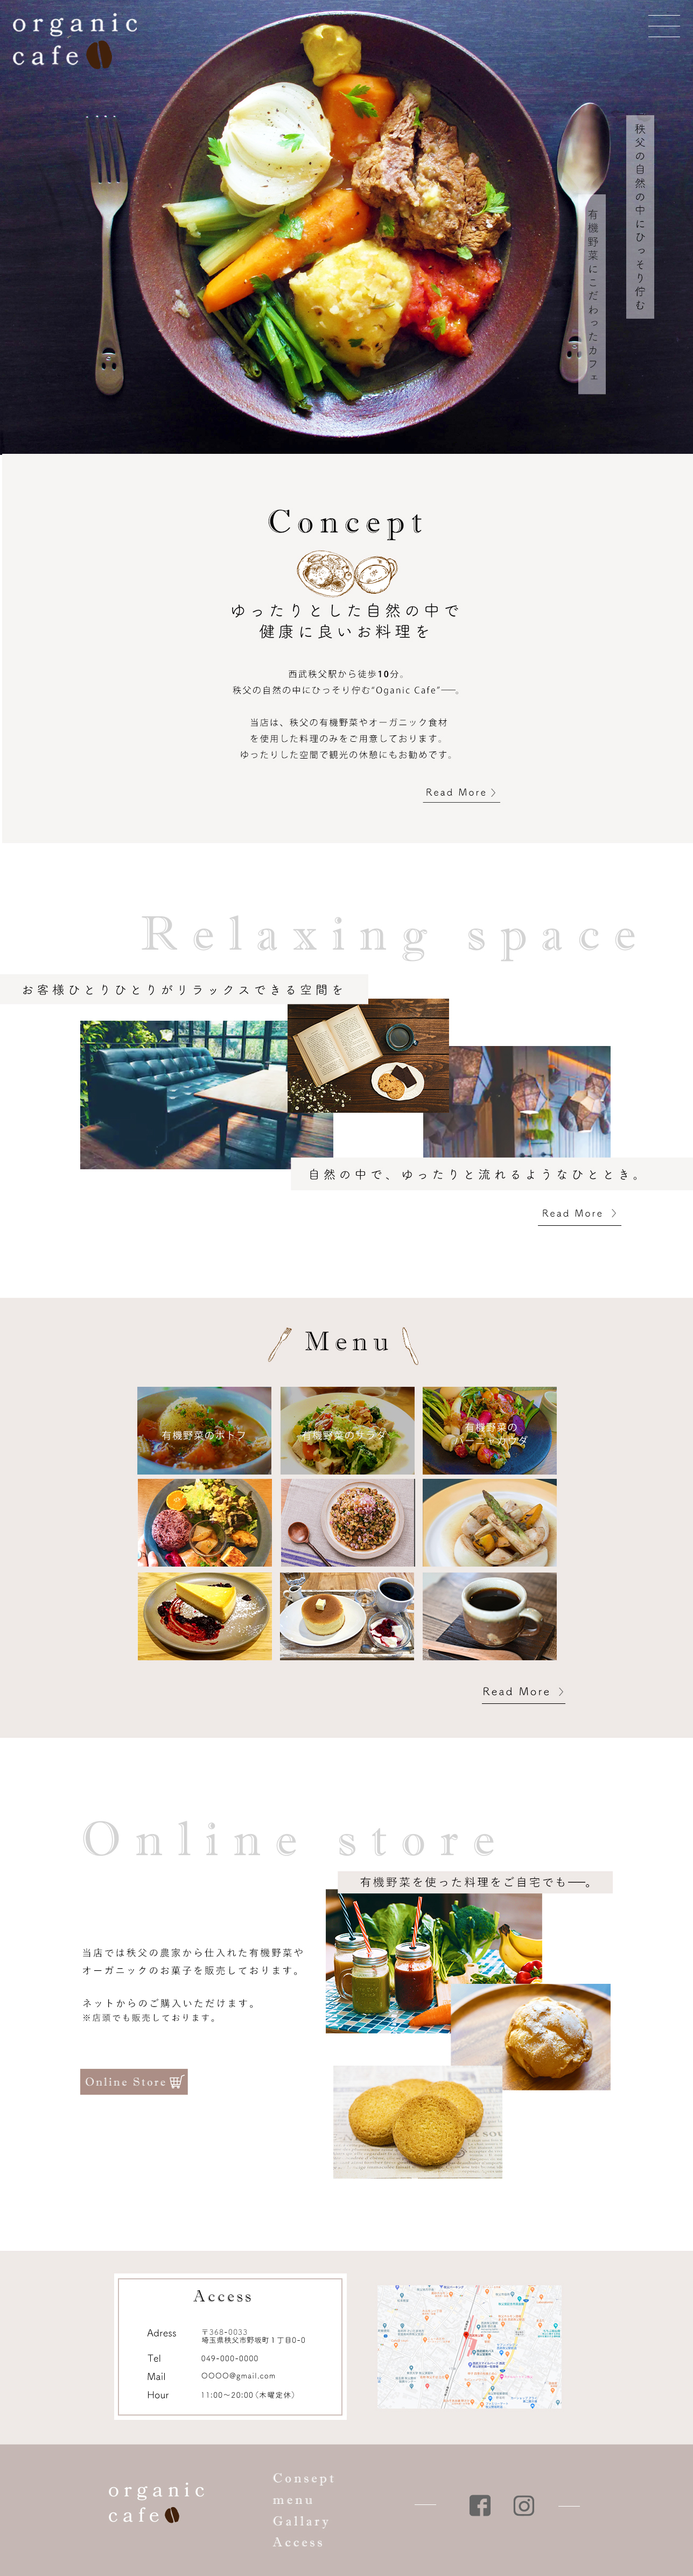 organic
cafe
秩父の自然の中にひっそり佇む
有機野菜にこだわったカフェ
Concept
ゆったりとした自然の中で
健康に良いお料理を
西武秩父駅から徒歩10分。
秩父の自然の中にひっそり佇む"Oganic Cafe"──。
当店は、秩父の有機野菜やオーガニック食材
を使用した料理のみをご用意しております。
ゆったりした空間で観光の休憩にもお勧めです。
Read More
Relaxing space
お客様ひとりひとりがリラックスできる空間を
自然の中で、ゆったりと流れるようなひととき。
Read More
Menu
有機野菜のポトフ
有機野菜のサラダ
有機野菜の
バーニャカウダ
Read More
Online store
有機野菜を使った料理をご自宅でも──。
当店では秩父の農家から仕入れた有機野菜や
オーガニックのお菓子を販売しております。
ネットからのご購入いただけます。
※店頭でも販売しております。
Online Store
Access
Adress 〒368-0033
埼玉県秩父市野坂町１丁目0-0
Tel 049-000-0000
Mail ○○○○@gmail.com
Hour 11:00〜20:00（木曜定休）
organic
cafe
Consept
menu
Gallary
Access